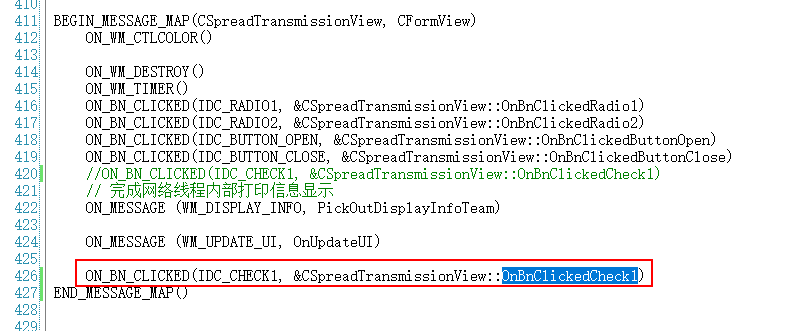 410
411 BEGIN_MESSAGE_MAP(CSpreadTransmissionView, CFormView)
412 ON_WM_CTLCOLOR()
413
414 ON_WM_DESTROY()
415 ON_WM_TIMER()
416 ON_BN_CLICKED(IDC_RADIO1, &CSpreadTransmissionView::OnBnClickedRadio1)
417 ON_BN_CLICKED(IDC_RADIO2, &CSpreadTransmissionView::OnBnClickedRadio2)
418 ON_BN_CLICKED(IDC_BUTTON_OPEN, &CSpreadTransmissionView::OnBnClickedButtonOpen)
419 ON_BN_CLICKED(IDC_BUTTON_CLOSE, &CSpreadTransmissionView::OnBnClickedButtonClose)
420 //ON_BN_CLICKED(IDC_CHECK1, &CSpreadTransmissionView::OnBnClickedCheck1)
421 // 完成网络线程内部打印信息显示
422 ON_MESSAGE (WM_DISPLAY_INFO, PickOutDisplayInfoTeam)
423
424 ON_MESSAGE (WM_UPDATE_UI, OnUpdateUI)
425
426 ON_BN_CLICKED(IDC_CHECK1, &CSpreadTransmissionView::OnBnClickedCheck1)
427 END_MESSAGE_MAP()
428
429